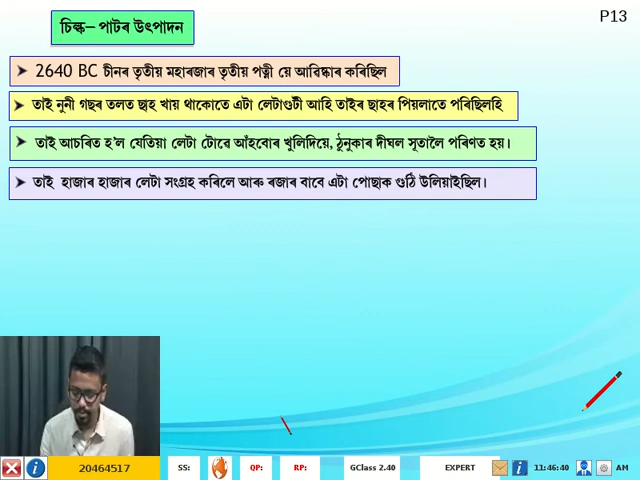 P13
চিল্ক– পাটৰ উৎপাদন
2640 BC চীনৰ তৃতীয় মহাৰজাৰ তৃতীয় পত্নী য়ে আৱিষ্কাৰ কৰিছিল
তাই নুনী গছৰ তলত ছাহ খায় থাকোতে এটা লেটাগুটী আহি তাইৰ ছাহৰ পিয়লাতে পৰিছিলহি
তাই আচৰিত হ'ল যেতিয়া লেটা টোৱে আঁহবোৰ খুলিদিয়ে, ঠুনুকাৰ দীঘল সূতালৈ পৰিণত হয়।
তাই হাজাৰ হাজাৰ লেটা সংগ্ৰহ কৰিলে আৰু ৰজাৰ বাবে এটা পোছাক গুঠি উলিয়াইছিল।
20464517 SS: QP: RP: GClass 2.40 EXPERT 11:46:40 AM